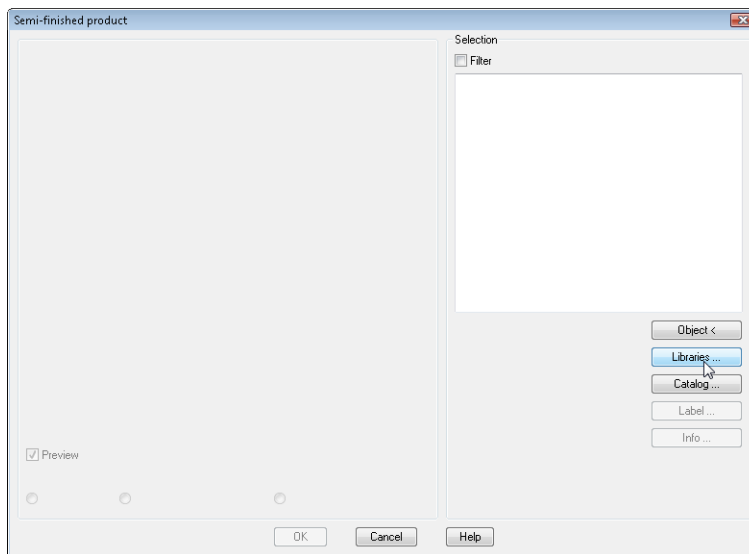 Semi-finished product
Selection
Filter
Object <
Libraries ...
Catalog ...
Label ...
Info ...
Preview
OK
Cancel
Help